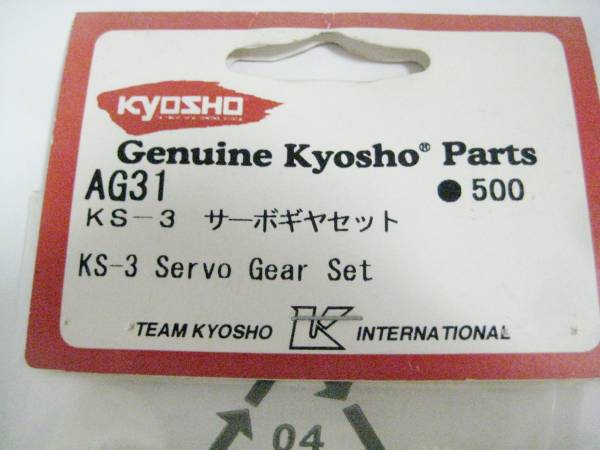 KYOSHO
Genuine Kyosho® Parts
AG31 ● 500
KS-3 サーボギヤセット
KS-3 Servo Gear Set
TEAM KYOSHO K INTERNATIONAL
04